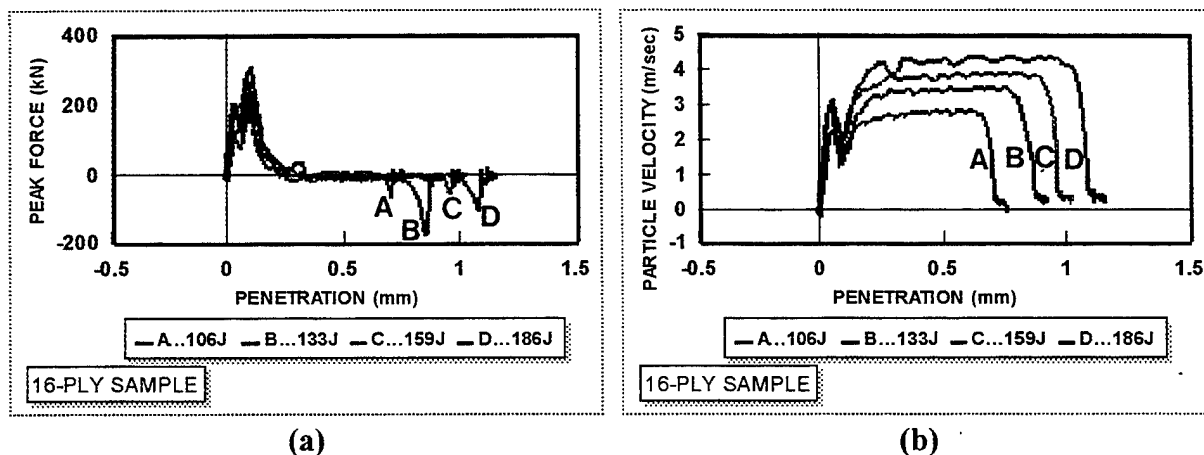 400
200
0
-200
PEAK FORCE (kN)
A
B
C
D
-0.5
0
0.5
1
1.5
PENETRATION (mm)
A...106J
B...133J
C...159J
D...186J
16-PLY SAMPLE
(a)
5
4
3
2
1
0
-1
PARTICLE VELOCITY (m/sec)
A
B
C
D
-0.5
0
0.5
1
1.5
PENETRATION (mm)
A...106J
B...133J
C...159J
D...186J
16-PLY SAMPLE
(b)